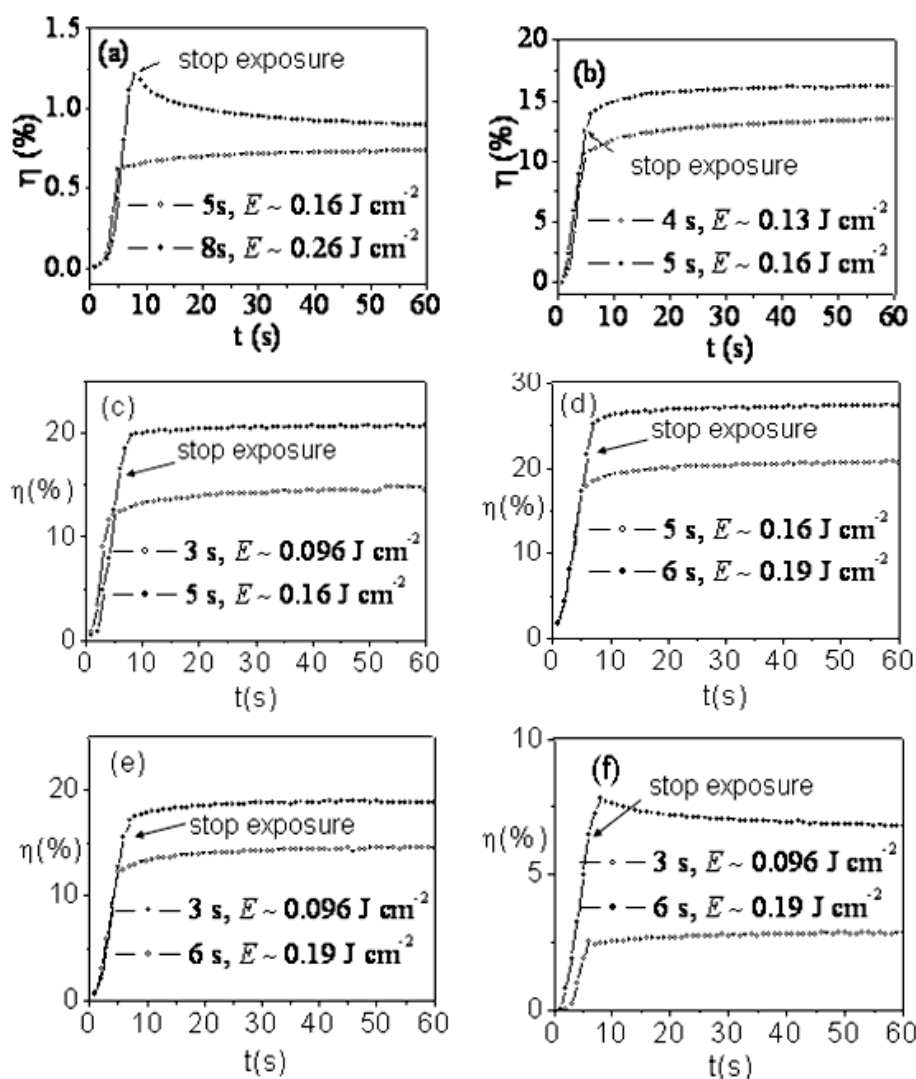 (a)
stop exposure
η (%)
1.5
1.0
0.5
0.0
5s, E ~ 0.16 J cm⁻²
8s, E ~ 0.26 J cm⁻²
0 10 20 30 40 50 60
t (s)
(b)
stop exposure
η (%)
20
15
10
5
0
4 s, E ~ 0.13 J cm⁻²
5 s, E ~ 0.16 J cm⁻²
0 10 20 30 40 50 60
t (s)
(c)
stop exposure
η(%)
20
10
0
3 s, E ~ 0.096 J cm⁻²
5 s, E ~ 0.16 J cm⁻²
0 10 20 30 40 50 60
t(s)
(d)
stop exposure
η(%)
30
20
10
0
5 s, E ~ 0.16 J cm⁻²
6 s, E ~ 0.19 J cm⁻²
0 10 20 30 40 50 60
t(s)
(e)
stop exposure
η(%)
20
10
0
3 s, E ~ 0.096 J cm⁻²
6 s, E ~ 0.19 J cm⁻²
0 10 20 30 40 50 60
t(s)
(f)
stop exposure
η(%)
10
5
0
3 s, E ~ 0.096 J cm⁻²
6 s, E ~ 0.19 J cm⁻²
0 10 20 30 40 50 60
t(s)